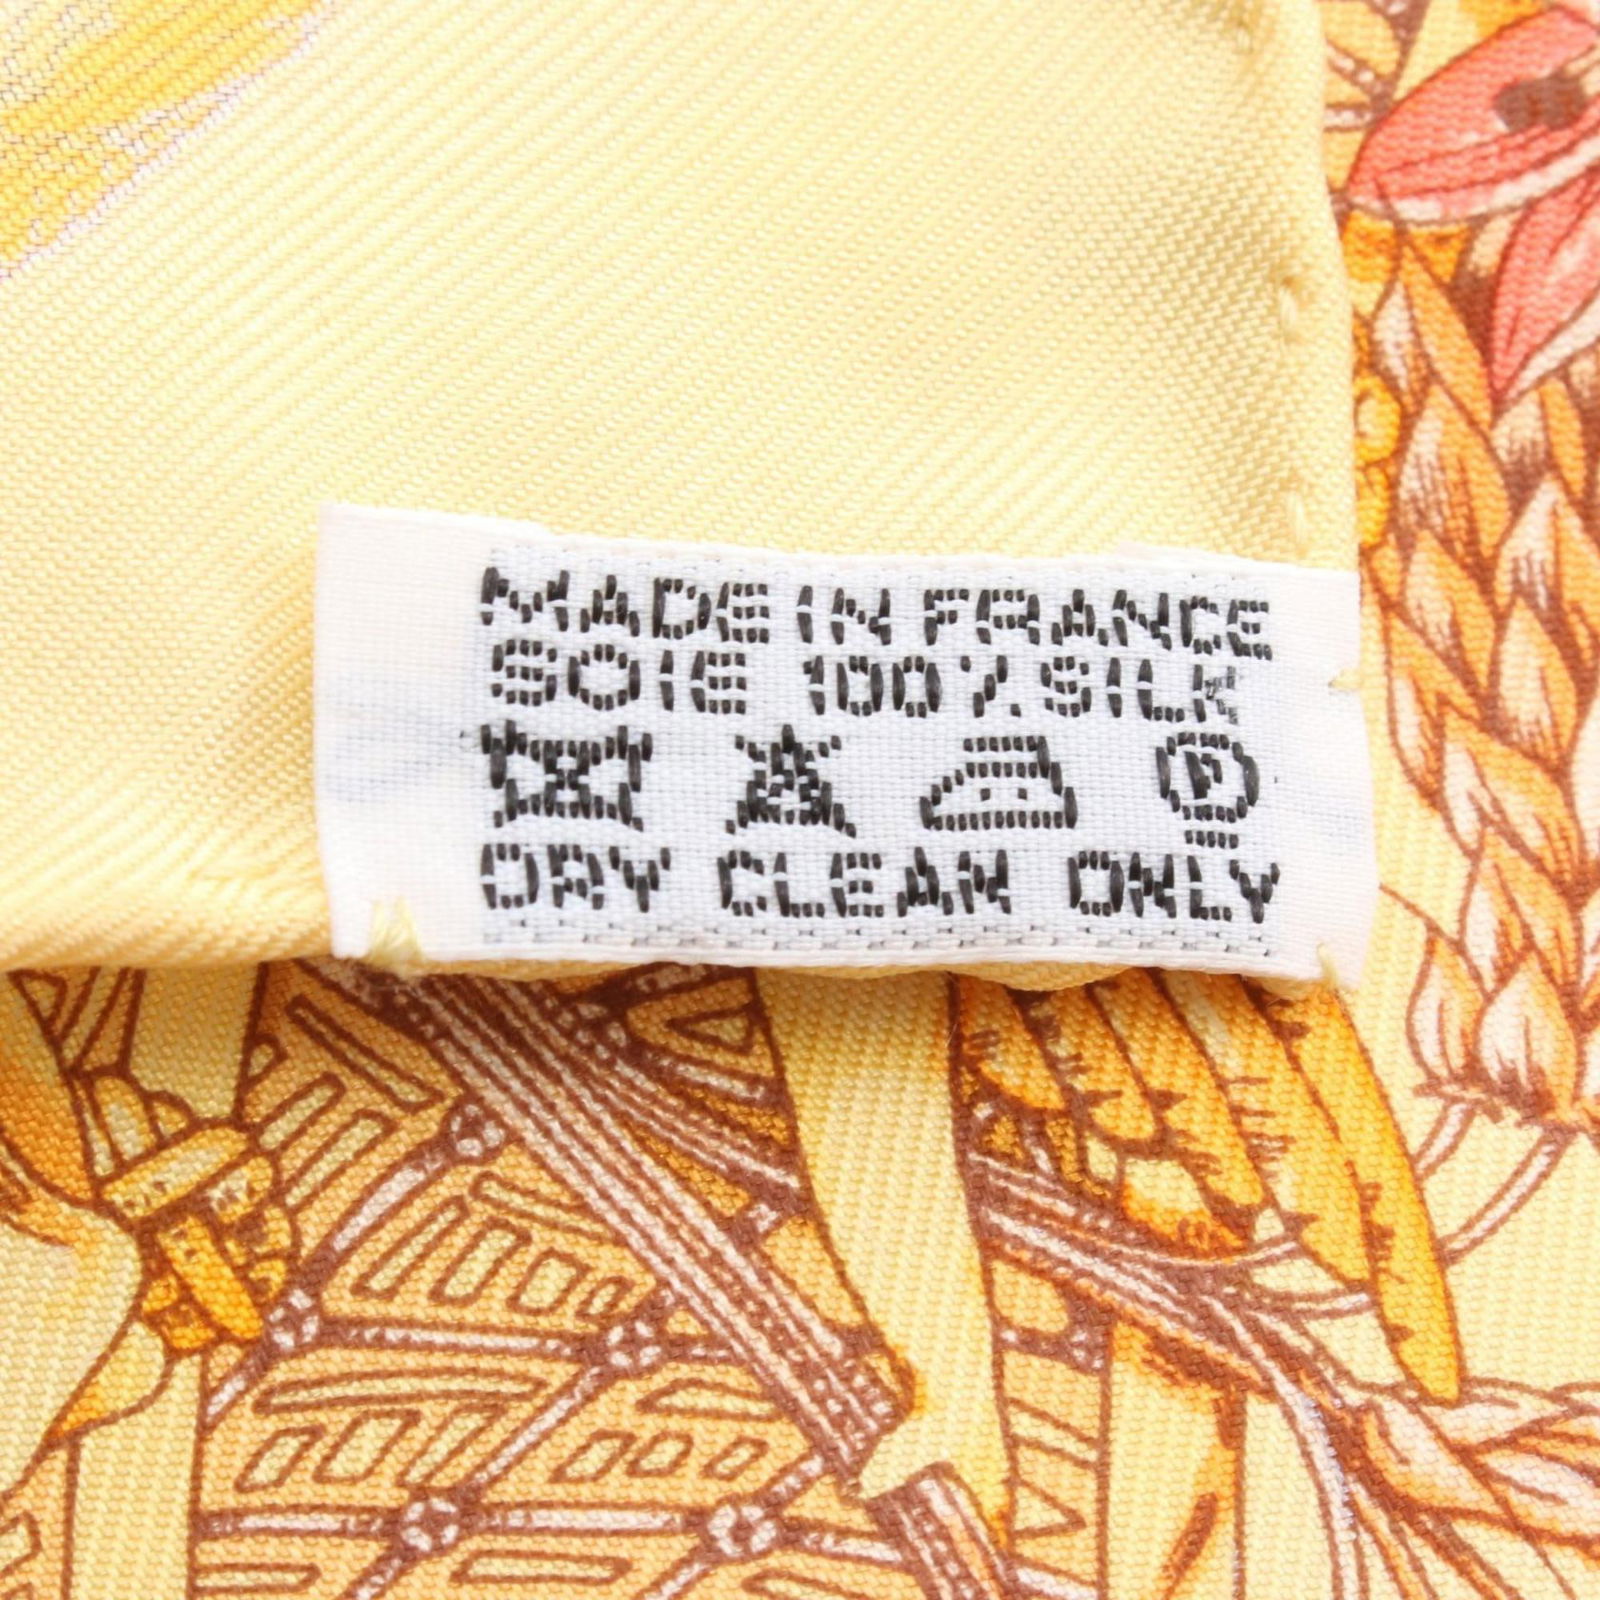 MADE IN FRANCE
SOIE 100% SILK
P
DRY CLEAN ONLY